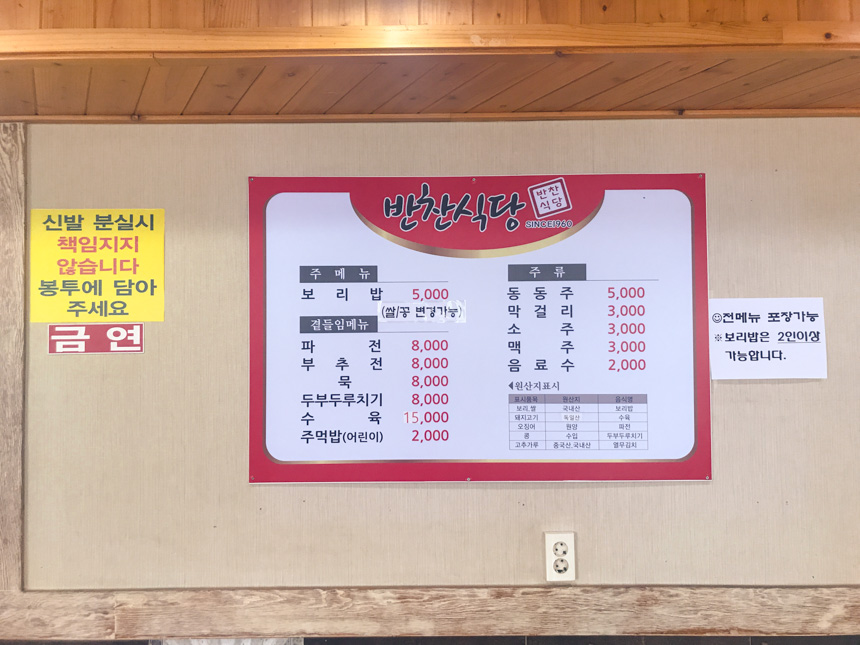 신발 분실시
책임지지
않습니다
봉투에 담아
주세요
금연
반찬식당
반찬
식당
SINCE1960
주 메 뉴
보 리 밥 5,000
(쌀/꽁 변경가능)
곁들임메뉴
파 전 8,000
부 추 전 8,000
묵 8,000
두부두루치기 8,000
수 육 15,000
주먹밥(어린이) 2,000
주 류
동 동 주 5,000
막 걸 리 3,000
소 주 3,000
맥 주 3,000
음 료 수 2,000
◀원산지표시
표시품목 원산지 음식명
보리.쌀 국내산 보리밥
돼지고기 독일산 수육
오징어 원양 파전
콩 수입 두부두루치기
고추가루 중국산,국내산 열무김치
☺전메뉴 포장가능
※보리밥은 2인이상
가능합니다.